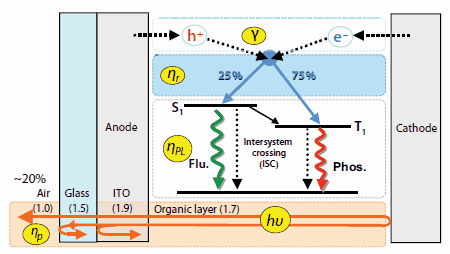 h+
γ
e−
ηr
25%
75%
S1
T1
Anode
Cathode
ηPL
Flu.
Intersystem
crossing
(ISC)
Phos.
~20%
Air
Glass
ITO
(1.0)
(1.5)
(1.9)
Organic layer (1.7)
ηp
hυ